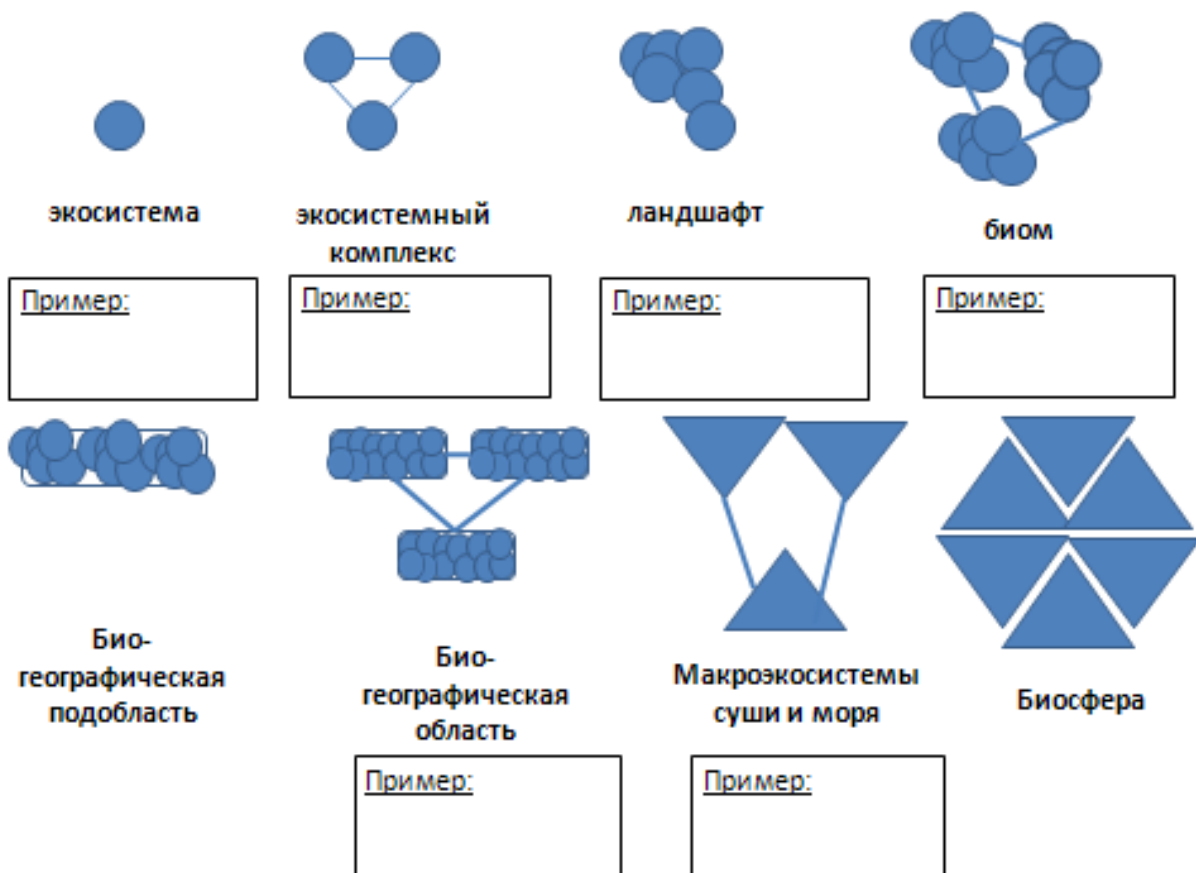 экосистема
экосистемный
комплекс
ландшафт
биом
Пример:
Пример:
Пример:
Пример:
Био-
географическая
подобласть
Био-
географическая
область
Макроэкосистемы
суши и моря
Биосфера
Пример:
Пример: